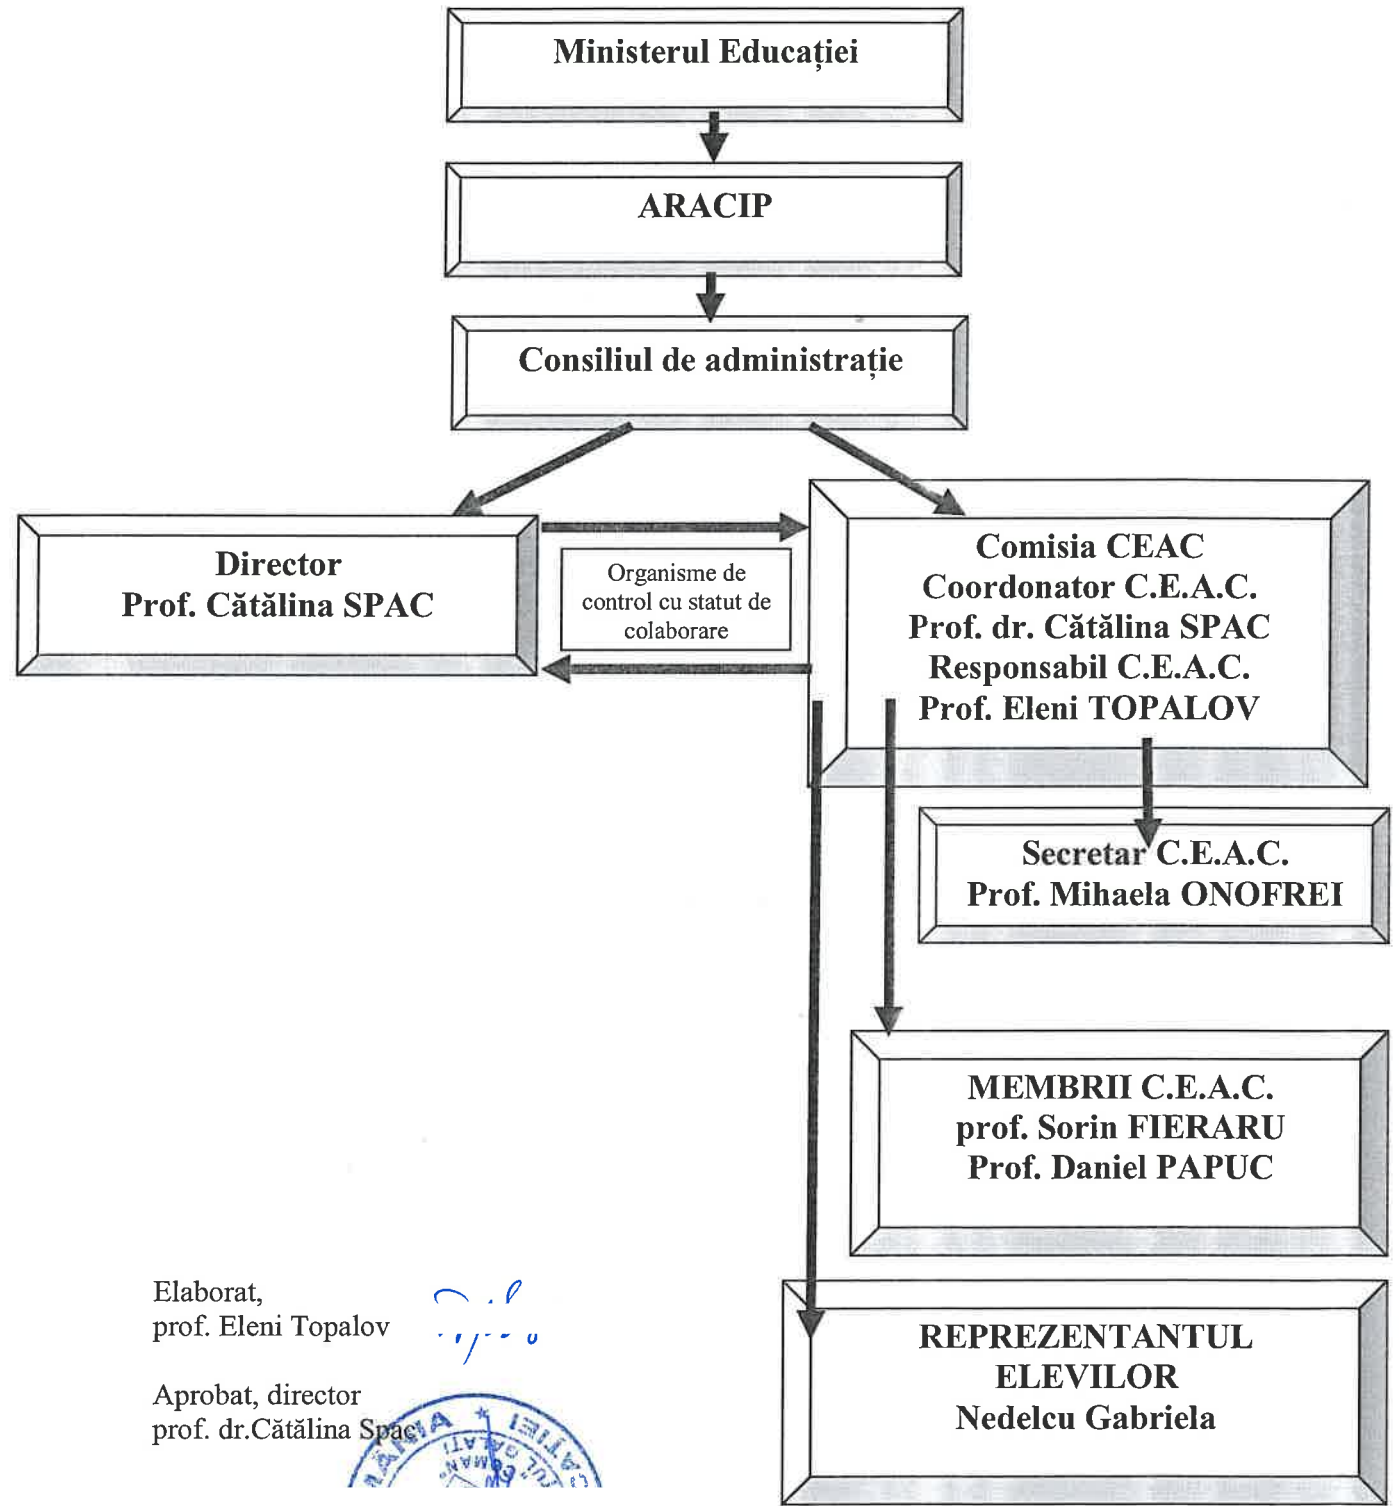 Ministerul Educației
ARACIP
Consiliul de administrație
Director
Prof. Cătălina SPAC
Organisme de
control cu statut de
colaborare
Comisia CEAC
Coordonator C.E.A.C.
Prof. dr. Cătălina SPAC
Responsabil C.E.A.C.
Prof. Eleni TOPALOV
Secretar C.E.A.C.
Prof. Mihaela ONOFREI
MEMBRII C.E.A.C.
prof. Sorin FIERARU
Prof. Daniel PAPUC
REPREZENTANTUL
ELEVILOR
Nedelcu Gabriela
Elaborat,
prof. Eleni Topalov
Aprobat, director
prof. dr.Cătălina Spac